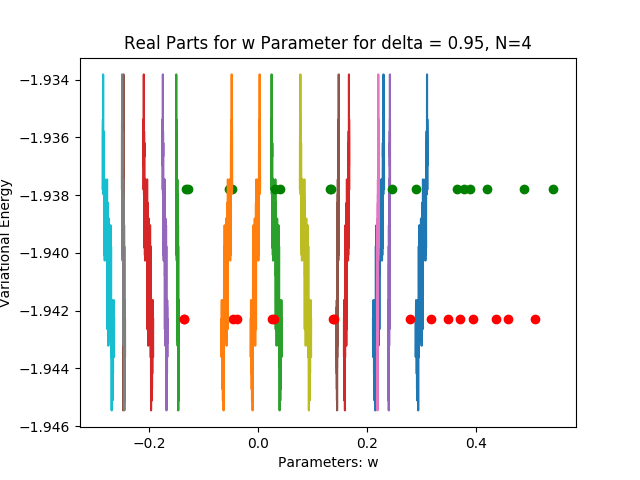 Real Parts for w Parameter for delta = 0.95, N=4
Variational Energy
−1.934
−1.936
−1.938
−1.940
−1.942
−1.944
−1.946
−0.2 0.0 0.2 0.4
Parameters: w